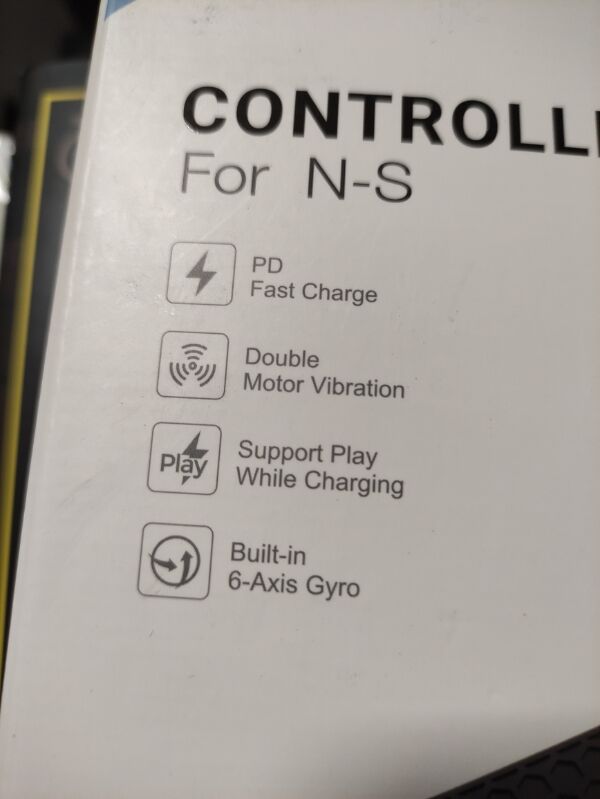 CONTROLL
For N-S
PD
Fast Charge
Double
Motor Vibration
Play
Support Play
While Charging
Built-in
6-Axis Gyro